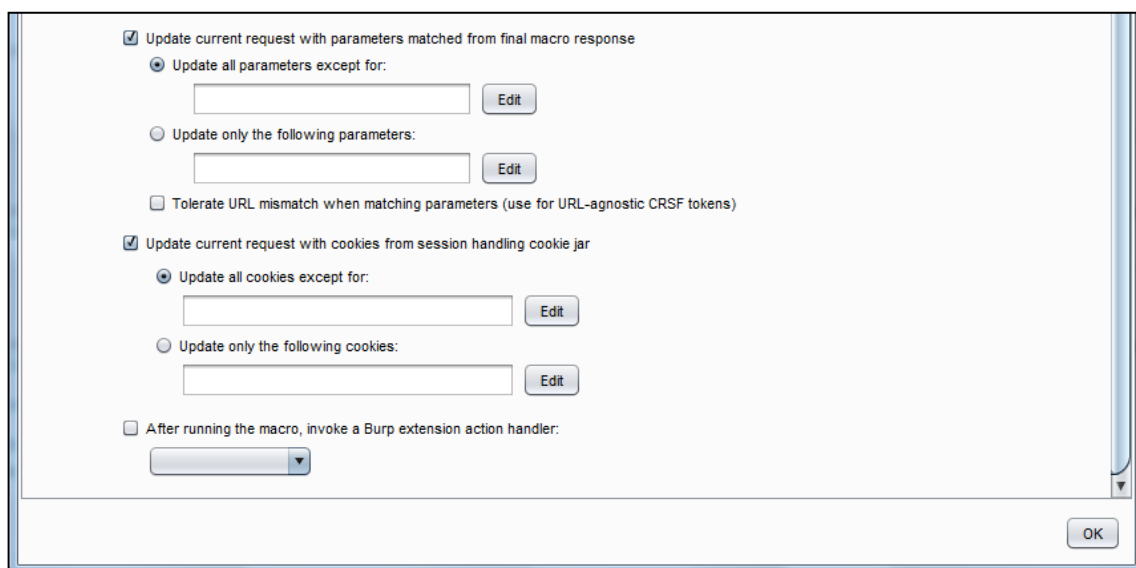 Update current request with parameters matched from final macro response
Update all parameters except for:
Edit
Update only the following parameters:
Edit
Tolerate URL mismatch when matching parameters (use for URL-agnostic CRSF tokens)
Update current request with cookies from session handling cookie jar
Update all cookies except for:
Edit
Update only the following cookies:
Edit
After running the macro, invoke a Burp extension action handler:
OK